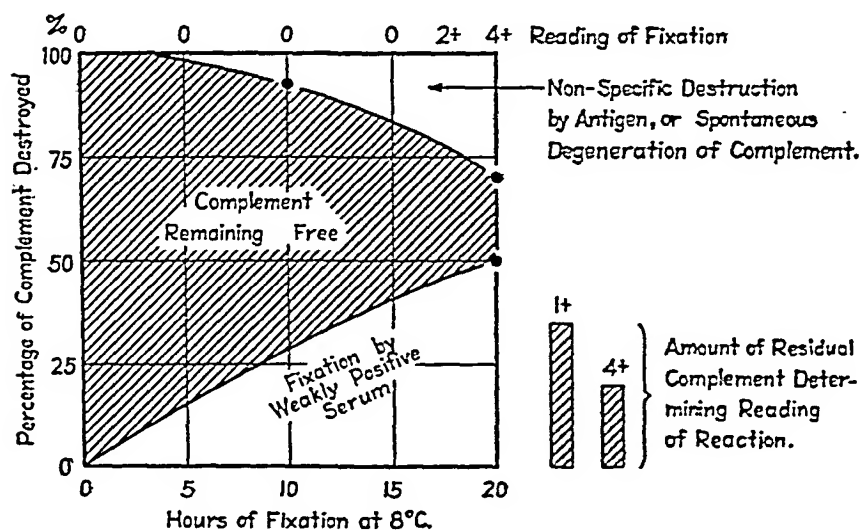 % 0 0 0 0 2+ 4+ Reading of Fixation
100
75
50
25
0
Percentage of Complement Destroyed
Non-Specific Destruction
by Antigen, or Spontaneous
Degeneration of Complement.
Complement
Remaining Free
Fixation by
Weakly Positive
Serum
1+
4+
Amount of Residual
Complement Deter-
mining Reading
of Reaction.
0 5 10 15 20
Hours of Fixation at 8°C.